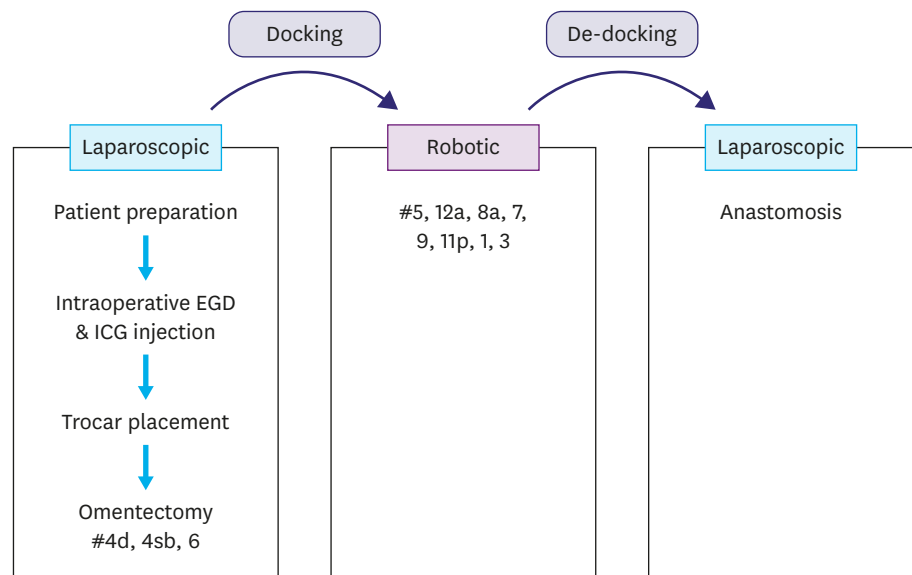 Docking
De-docking
Laparoscopic
Patient preparation
Intraoperative EGD
& ICG injection
Trocar placement
Omentectomy
#4d, 4sb, 6
Robotic
#5, 12a, 8a, 7,
9, 11p, 1, 3
Laparoscopic
Anastomosis